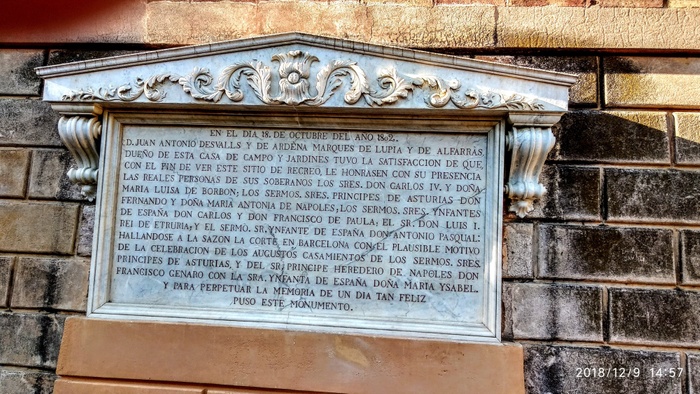 EN EL DIA 18. DE OCTUBRE DEL AÑO 1802.
D. JUAN ANTONIO DESVALLS Y DE ARDENA MARQUES DE LUPIA Y DE ALFARRAS,
DUEÑO DE ESTA CASA DE CAMPO Y JARDINES TUVO LA SATISFACCION DE QUE,
CON EL FIN DE VER ESTE SITIO DE RECREO, LE HONRASEN CON SU PRESENCIA
LAS REALES PERSONAS DE SUS SOBERANOS LOS SRES. DON CARLOS IV. Y DOÑA
MARIA LUISA DE BORBON; LOS SERMOS. SRES. PRINCIPES DE ASTURIAS DON
FERNANDO Y DOÑA MARIA ANTONIA DE NAPOLES, LOS SERMOS. SRES. YNFANTES
DE ESPAÑA DON CARLOS Y DON FRANCISCO DE PAULA; EL SR. DON LUIS I.
REI DE ETRURIA; Y EL SERMO. SR. YNFANTE DE ESPAÑA DON ANTONIO PASQUAL:
HALLANDOSE A LA SAZON LA CORTE EN BARCELONA CON EL PLAUSIBLE MOTIVO
DE LA CELEBRACION DE LOS AUGUSTOS CASAMIENTOS DE LOS SERMOS. SRES.
PRINCIPES DE ASTURIAS, Y DEL SR. PRINCIPE HEREDERO DE NAPOLES DON
FRANCISCO GENARO CON LA SRA. YNFANTA DE ESPAÑA DOÑA MARIA YSABEL.
Y PARA PERPETUAR LA MEMORIA DE UN DIA TAN FELIZ
PUSO ESTE MONUMENTO.
2018/12/9 14:57